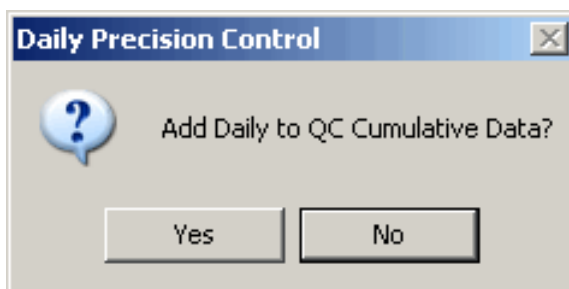 Daily Precision Control
Add Daily to QC Cumulative Data?
Yes No